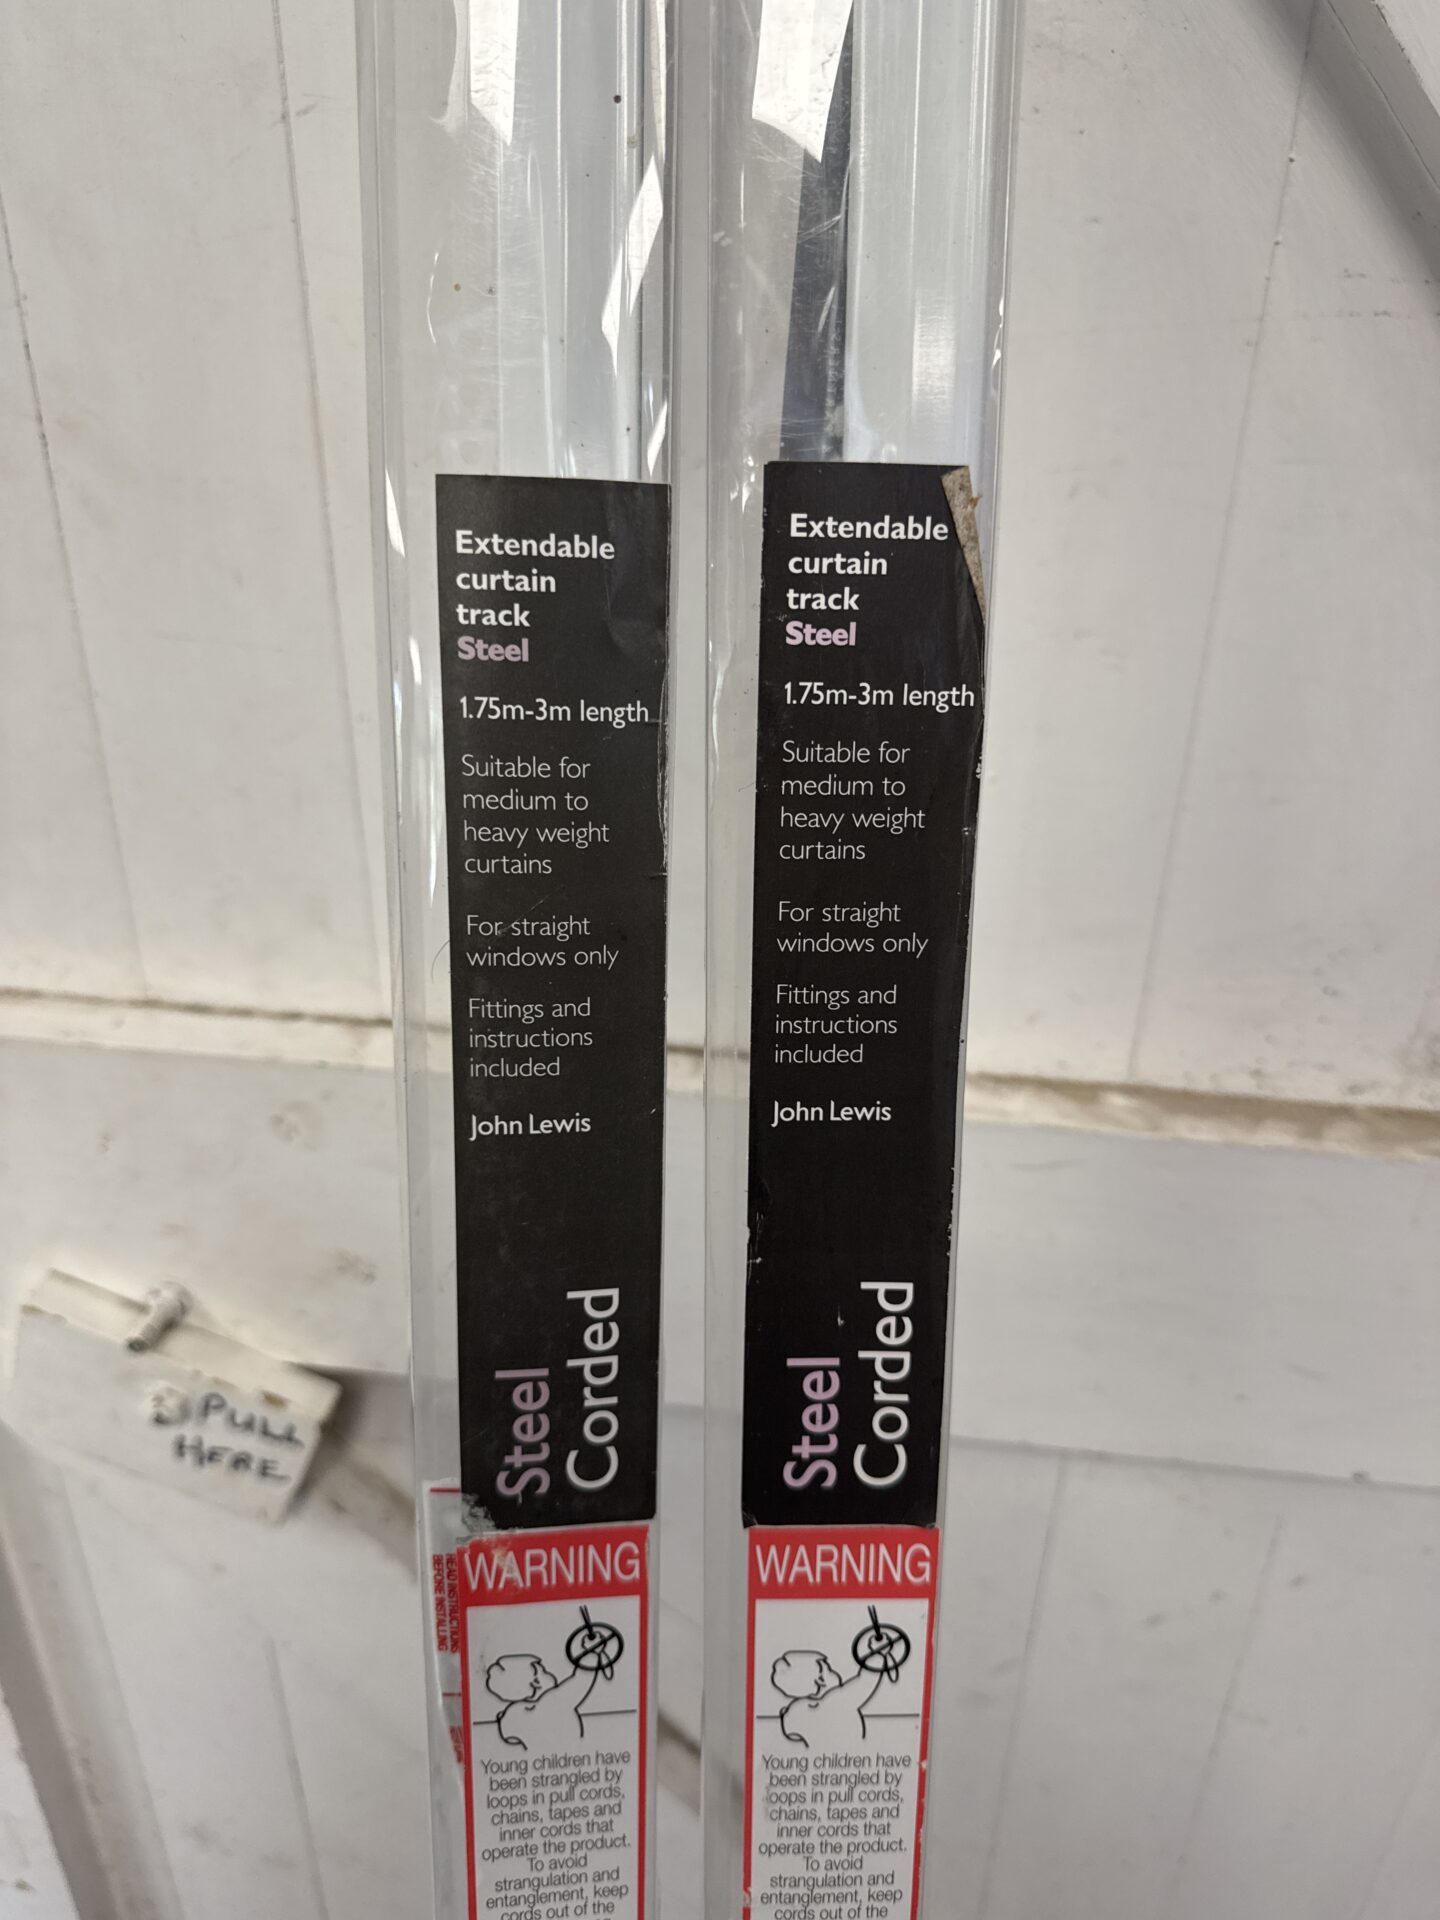 Extendable
curtain
track
Steel
1.75m-3m length
Suitable for
medium to
heavy weight
curtains
For straight
windows only
Fittings and
instructions
included
John Lewis
Steel
Corded
WARNING
READ INSTRUCTIONS
BEFORE INSTALLING
Young children have
been strangled by
loops in pull cords,
chains, tapes and
inner cords that
operate the product.
To avoid
strangulation and
entanglement, keep
cords out of the
Extendable
curtain
track
Steel
1.75m-3m length
Suitable for
medium to
heavy weight
curtains
For straight
windows only
Fittings and
instructions
included
John Lewis
Steel
Corded
WARNING
Young children have
been strangled by
loops in pull cords,
chains, tapes and
inner cords that
operate the product.
To avoid
strangulation and
entanglement, keep
cords out of the
PULL
HERE